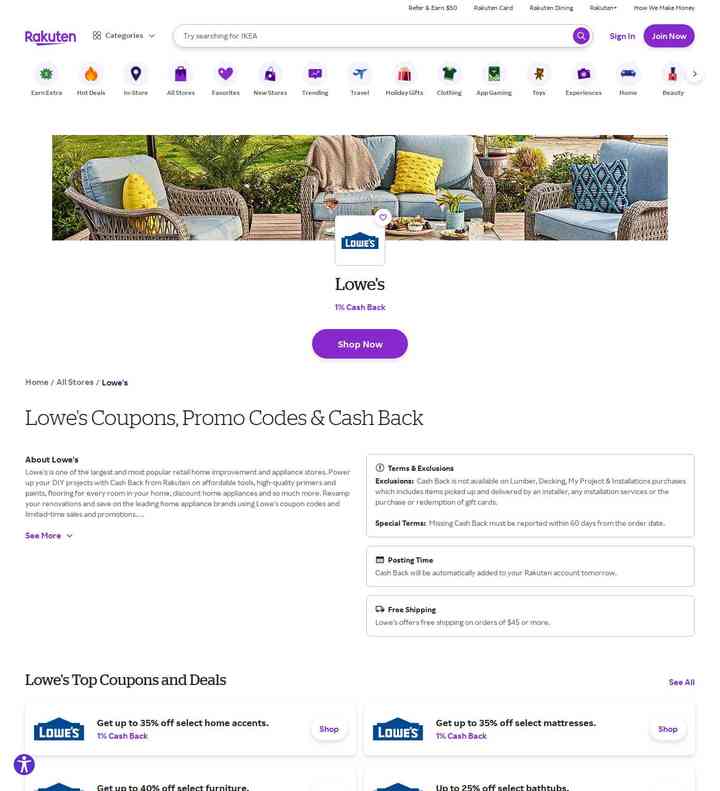 Refer & Earn $50 Rakuten Card Rakuten Dining Rakuten+ How We Make Money
Rakuten Categories Try searching for IKEA Sign In Join Now
Earn Extra Hot Deals In-Store All Stores Favorites New Stores Trending Travel Holiday Gifts Clothing App Gaming Toys Experiences Home Beauty
LOWE'S
Lowe's
1% Cash Back
Shop Now
Home / All Stores / Lowe's
Lowe's Coupons, Promo Codes & Cash Back
About Lowe's
Lowe's is one of the largest and most popular retail home improvement and appliance stores. Power
up your DIY projects with Cash Back from Rakuten on affordable tools, high-quality primers and
paints, flooring for every room in your home, discount home appliances and so much more. Revamp
your renovations and save on the leading home appliance brands using Lowe's coupon codes and
limited-time sales and promotions....
See More
Terms & Exclusions
Exclusions: Cash Back is not available on Lumber, Decking, My Project & Installations purchases
which includes items picked up and delivered by an installer, any installation services or the
purchase or redemption of gift cards.
Special Terms: Missing Cash Back must be reported within 60 days from the order date.
Posting Time
Cash Back will be automatically added to your Rakuten account tomorrow.
Free Shipping
Lowe's offers free shipping on orders of $45 or more.
Lowe's Top Coupons and Deals
See All
LOWE'S
Get up to 35% off select home accents.
1% Cash Back
Shop
LOWE'S
Get up to 35% off select mattresses.
1% Cash Back
Shop
Get up to 40% off select furniture.
Up to 25% off select bathtubs.